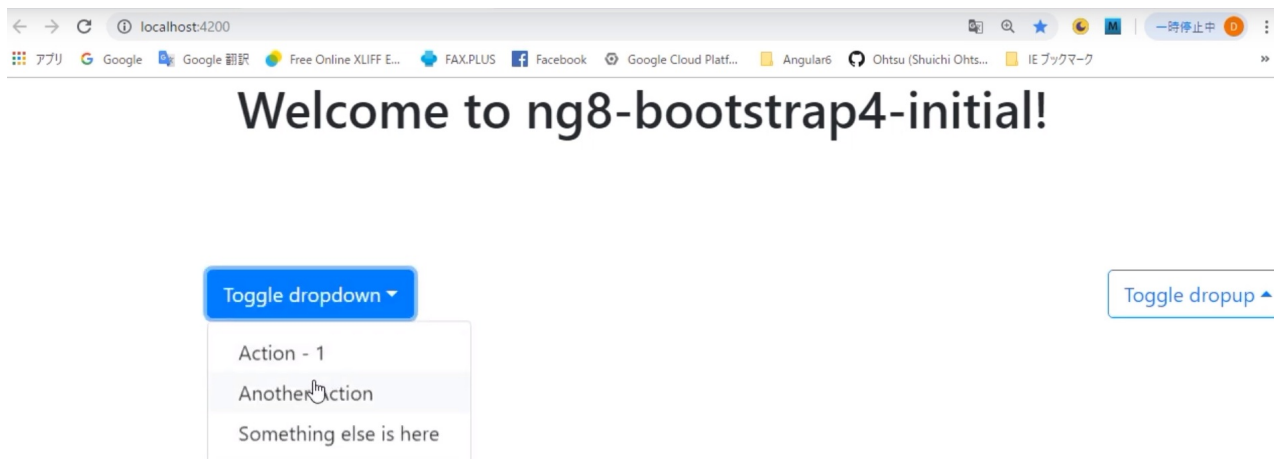 localhost:4200
一時停止中 D
アプリ Google Google 翻訳 Free Online XLIFF E... FAX.PLUS Facebook Google Cloud Platf... Angular6 Ohtsu (Shuichi Ohts... IE ブックマーク »
Welcome to ng8-bootstrap4-initial!
Toggle dropdown
Toggle dropup
Action - 1
Another Action
Something else is here